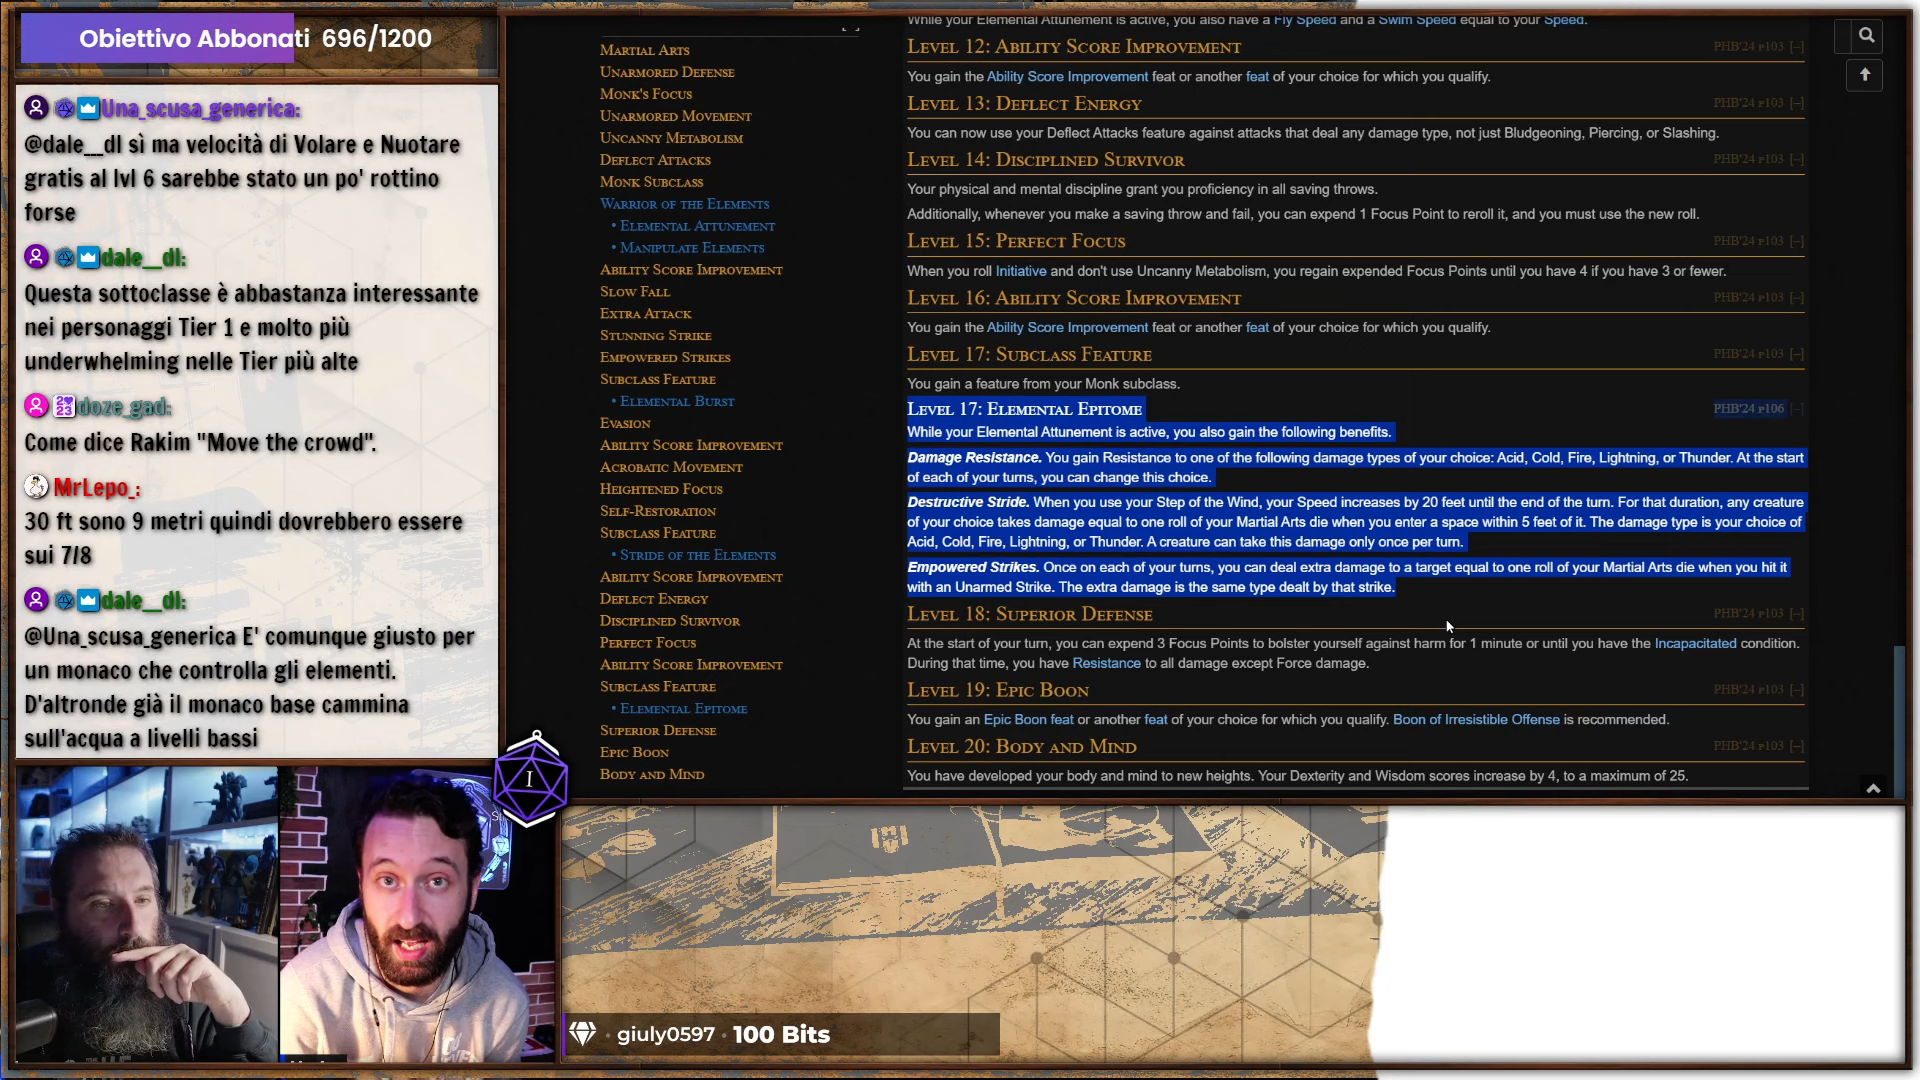 Obiettivo Abbonati 696/1200
Una_scusa_generica:
@dale__dl sì ma velocità di Volare e Nuotare
gratis al lvl 6 sarebbe stato un po' rottino
forse
dale__dl:
Questa sottoclasse è abbastanza interessante
nei personaggi Tier 1 e molto più
underwhelming nelle Tier più alte
doze_gad:
Come dice Rakim "Move the crowd".
MrLepo_:
30 ft sono 9 metri quindi dovrebbero essere
sui 7/8
dale__dl:
@Una_scusa_generica E' comunque giusto per
un monaco che controlla gli elementi.
D'altronde già il monaco base cammina
sull'acqua a livelli bassi
Martial Arts
Unarmored Defense
Monk's Focus
Unarmored Movement
Uncanny Metabolism
Deflect Attacks
Monk Subclass
Warrior of the Elements
• Elemental Attunement
• Manipulate Elements
Ability Score Improvement
Slow Fall
Extra Attack
Stunning Strike
Empowered Strikes
Subclass Feature
• Elemental Burst
Evasion
Ability Score Improvement
Acrobatic Movement
Heightened Focus
Self-Restoration
Subclass Feature
• Stride of the Elements
Ability Score Improvement
Deflect Energy
Disciplined Survivor
Perfect Focus
Ability Score Improvement
Subclass Feature
• Elemental Epitome
Superior Defense
Epic Boon
Body and Mind
While your Elemental Attunement is active, you also have a Fly Speed and a Swim Speed equal to your Speed.
Level 12: Ability Score Improvement PHB'24 p103 [–]
You gain the Ability Score Improvement feat or another feat of your choice for which you qualify.
Level 13: Deflect Energy PHB'24 p103 [–]
You can now use your Deflect Attacks feature against attacks that deal any damage type, not just Bludgeoning, Piercing, or Slashing.
Level 14: Disciplined Survivor PHB'24 p103 [–]
Your physical and mental discipline grant you proficiency in all saving throws.
Additionally, whenever you make a saving throw and fail, you can expend 1 Focus Point to reroll it, and you must use the new roll.
Level 15: Perfect Focus PHB'24 p103 [–]
When you roll Initiative and don't use Uncanny Metabolism, you regain expended Focus Points until you have 4 if you have 3 or fewer.
Level 16: Ability Score Improvement PHB'24 p103 [–]
You gain the Ability Score Improvement feat or another feat of your choice for which you qualify.
Level 17: Subclass Feature PHB'24 p103 [–]
You gain a feature from your Monk subclass.
Level 17: Elemental Epitome PHB'24 p106 [–]
While your Elemental Attunement is active, you also gain the following benefits.
Damage Resistance. You gain Resistance to one of the following damage types of your choice: Acid, Cold, Fire, Lightning, or Thunder. At the start
of each of your turns, you can change this choice.
Destructive Stride. When you use your Step of the Wind, your Speed increases by 20 feet until the end of the turn. For that duration, any creature
of your choice takes damage equal to one roll of your Martial Arts die when you enter a space within 5 feet of it. The damage type is your choice of
Acid, Cold, Fire, Lightning, or Thunder. A creature can take this damage only once per turn.
Empowered Strikes. Once on each of your turns, you can deal extra damage to a target equal to one roll of your Martial Arts die when you hit it
with an Unarmed Strike. The extra damage is the same type dealt by that strike.
Level 18: Superior Defense PHB'24 p103 [–]
At the start of your turn, you can expend 3 Focus Points to bolster yourself against harm for 1 minute or until you have the Incapacitated condition.
During that time, you have Resistance to all damage except Force damage.
Level 19: Epic Boon PHB'24 p103 [–]
You gain an Epic Boon feat or another feat of your choice for which you qualify. Boon of Irresistible Offense is recommended.
Level 20: Body and Mind PHB'24 p103 [–]
You have developed your body and mind to new heights. Your Dexterity and Wisdom scores increase by 4, to a maximum of 25.
I
giuly0597 · 100 Bits